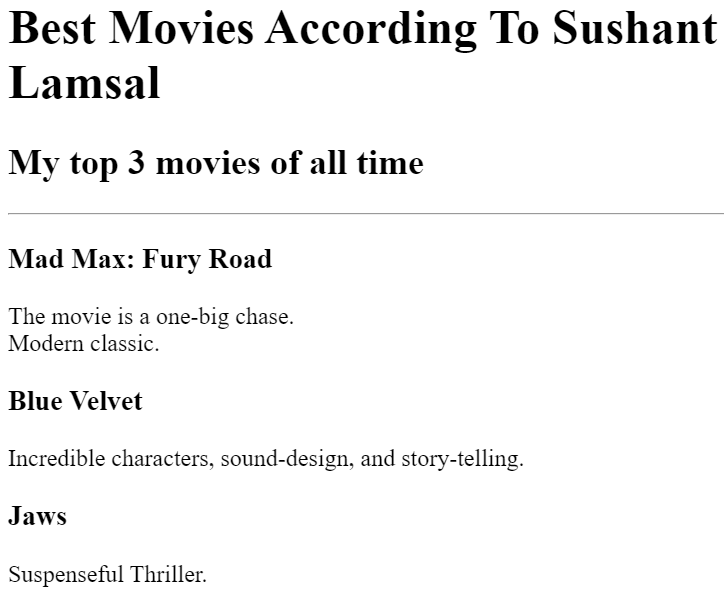 Best Movies According To Sushant
Lamsal
My top 3 movies of all time
Mad Max: Fury Road
The movie is a one-big chase.
Modern classic.
Blue Velvet
Incredible characters, sound-design, and story-telling.
Jaws
Suspenseful Thriller.